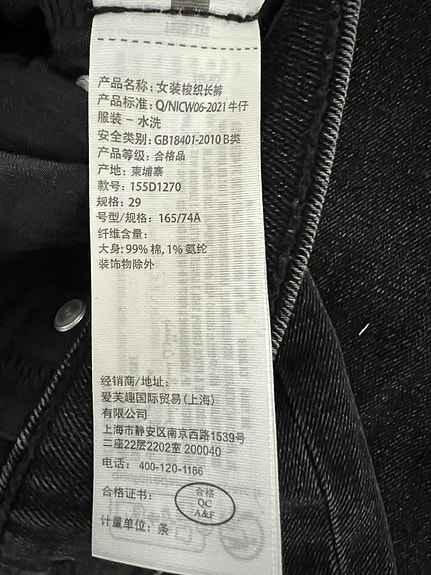 产品名称: 女装梭织长裤
产品标准: Q/NICW06-2021 牛仔
服装 - 水洗
安全类别: GB18401-2010 B类
产品等级: 合格品
产地: 柬埔寨
款号: 155D1270
规格: 29
号型/规格: 165/74A
纤维含量:
大身: 99% 棉, 1% 氨纶
装饰物除外
经销商/地址:
爱芙趣国际贸易(上海)
有限公司
上海市静安区南京西路1539号
二座22层2202室 200040
电话: 400-120-1186
合格证书:
合格
QC
A&F
计量单位: 条